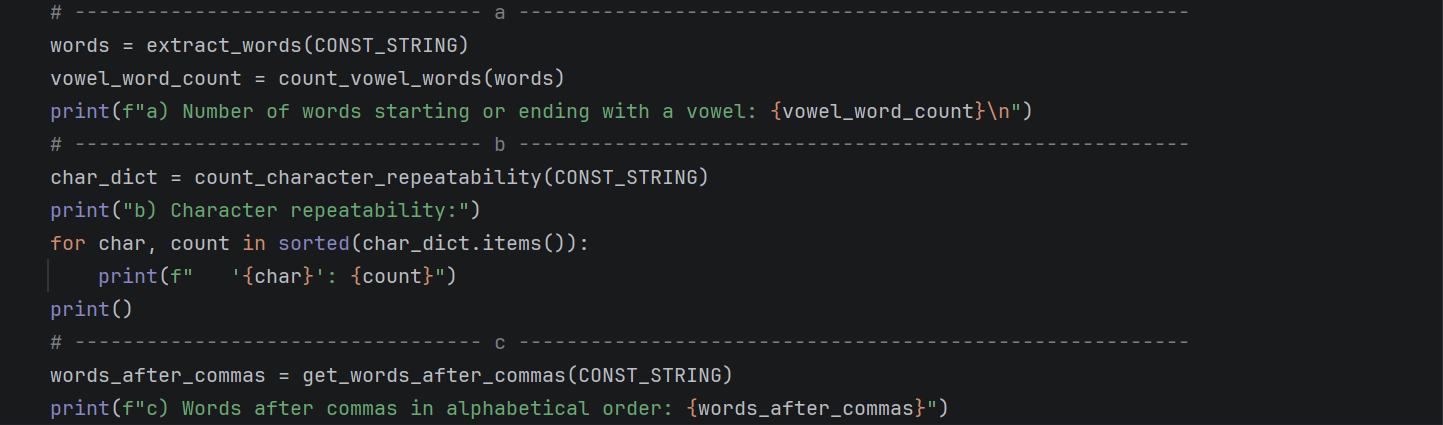 # ---------------------------------- a --------------------------------------------------------
words = extract_words(CONST_STRING)
vowel_word_count = count_vowel_words(words)
print(f"a) Number of words starting or ending with a vowel: {vowel_word_count}\n")
# ---------------------------------- b --------------------------------------------------------
char_dict = count_character_repeatability(CONST_STRING)
print("b) Character repeatability:")
for char, count in sorted(char_dict.items()):
    print(f"   '{char}': {count}")
print()
# ---------------------------------- c --------------------------------------------------------
words_after_commas = get_words_after_commas(CONST_STRING)
print(f"c) Words after commas in alphabetical order: {words_after_commas}")